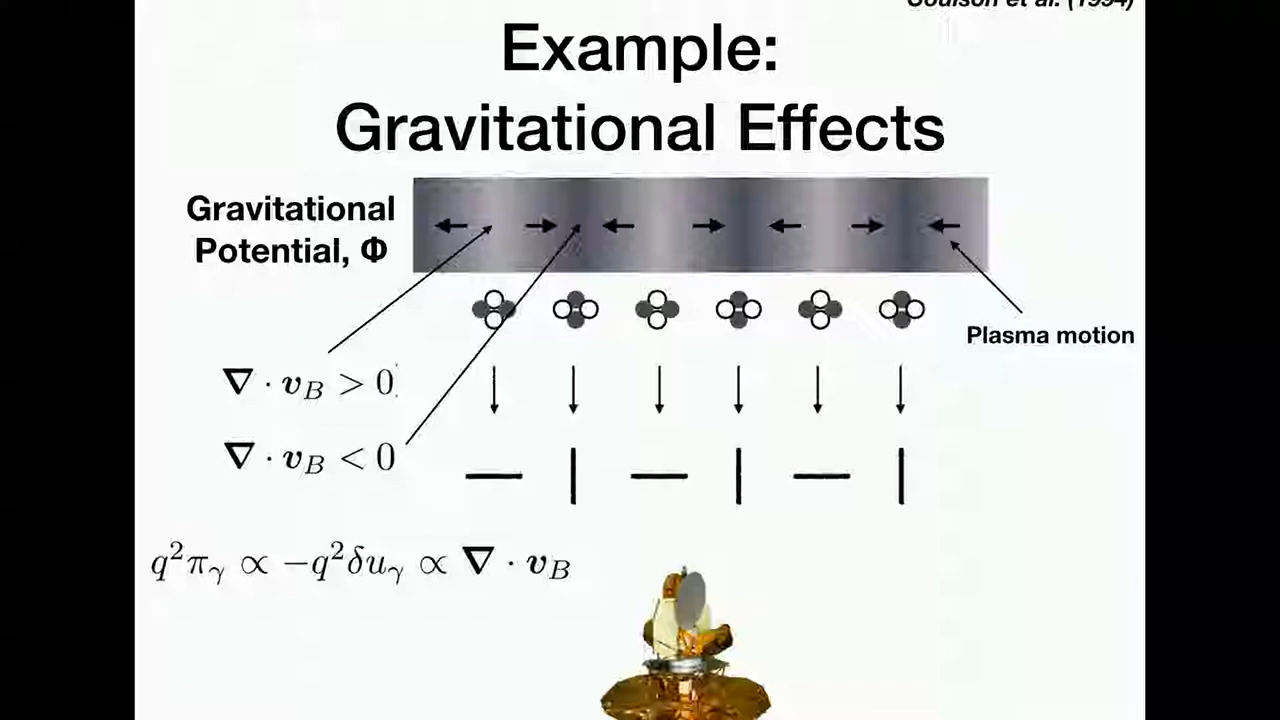 Coulson et al. (1994)
Example:
Gravitational Effects
Gravitational
Potential, Φ
Plasma motion
∇ · v_B > 0
∇ · v_B < 0
q²π_γ ∝ −q²δu_γ ∝ ∇ · v_B